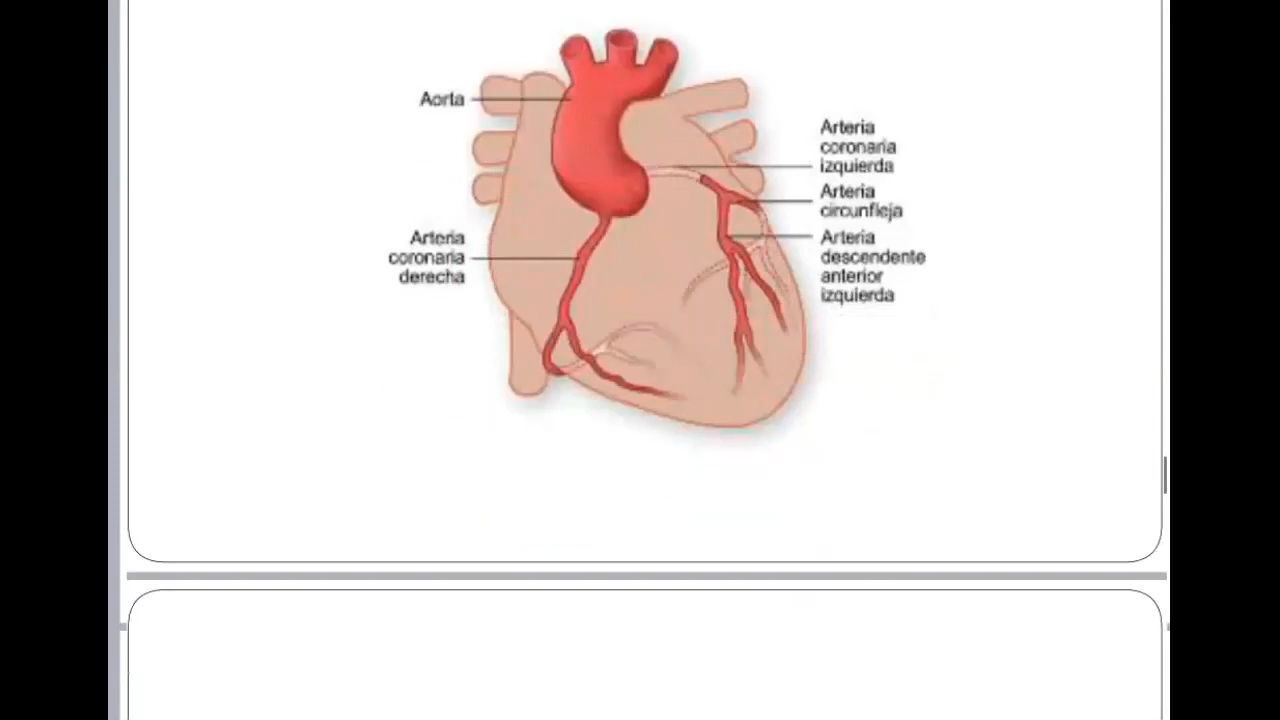 Aorta
Arteria
coronaria
izquierda
Arteria
circunfleja
Arteria
descendente
anterior
izquierda
Arteria
coronaria
derecha